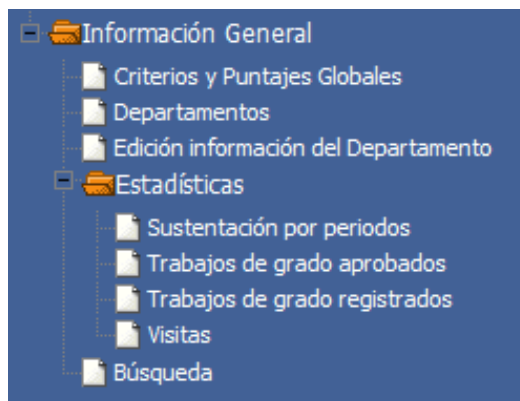 Información General
Criterios y Puntajes Globales
Departamentos
Edición información del Departamento
Estadísticas
Sustentación por periodos
Trabajos de grado aprobados
Trabajos de grado registrados
Visitas
Búsqueda